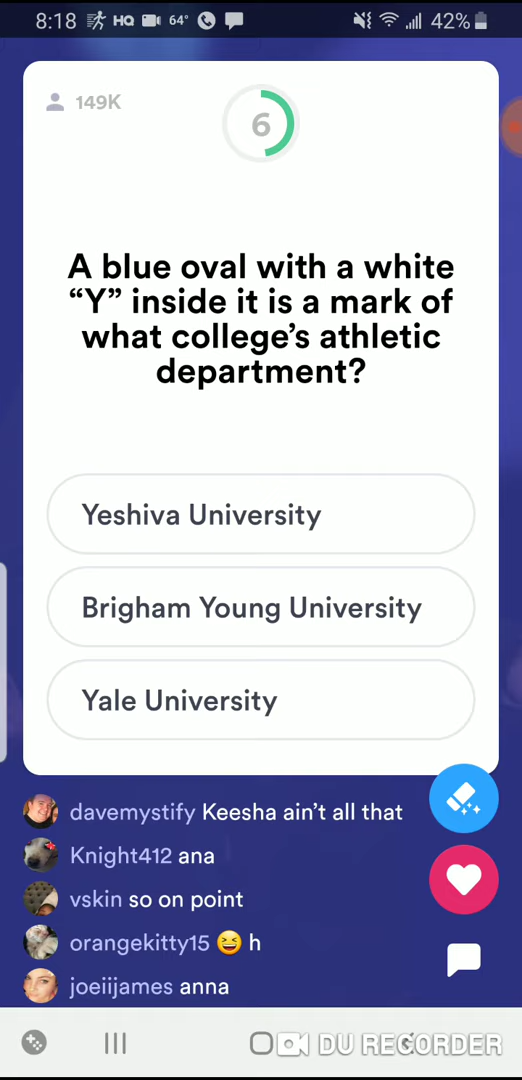 8:18 HQ 64° 42%
149K
6
A blue oval with a white
“Y” inside it is a mark of
what college’s athletic
department?
Yeshiva University
Brigham Young University
Yale University
davemystify Keesha ain’t all that
Knight412 ana
vskin so on point
orangekitty15 😆 h
joeiijames anna
DU RECORDER